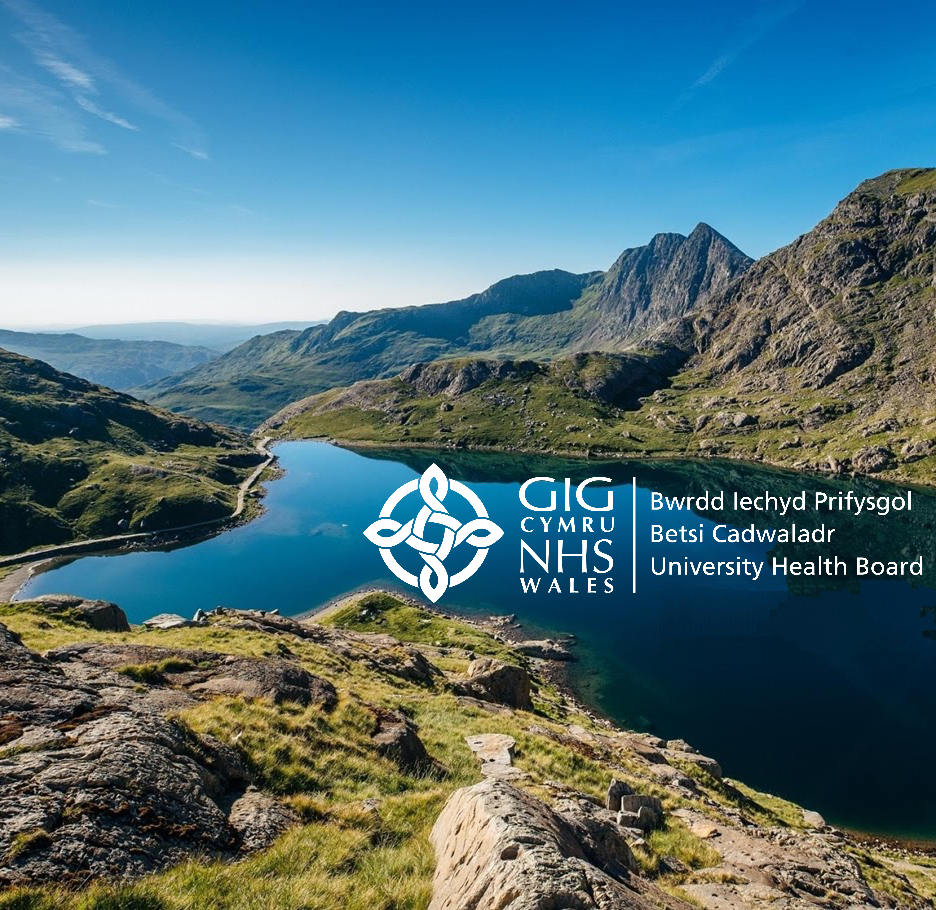 GIG
CYMRU
NHS
WALES
Bwrdd Iechyd Prifysgol
Betsi Cadwaladr
University Health Board